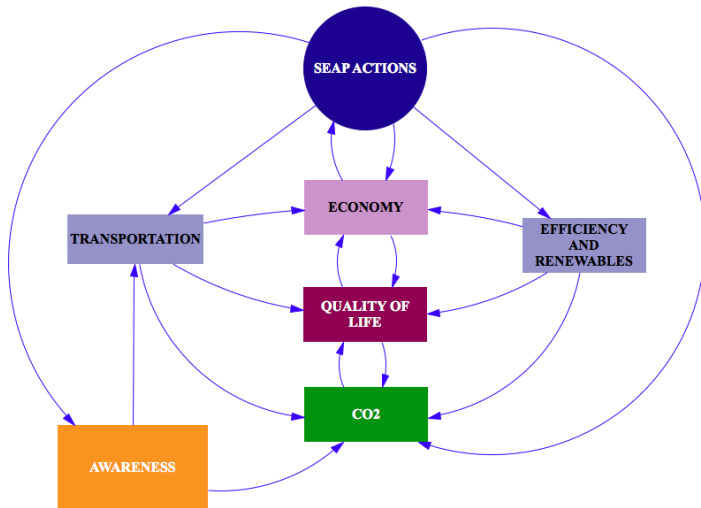 SEAP ACTIONS
ECONOMY
TRANSPORTATION
EFFICIENCY
AND
RENEWABLES
QUALITY OF
LIFE
CO2
AWARENESS